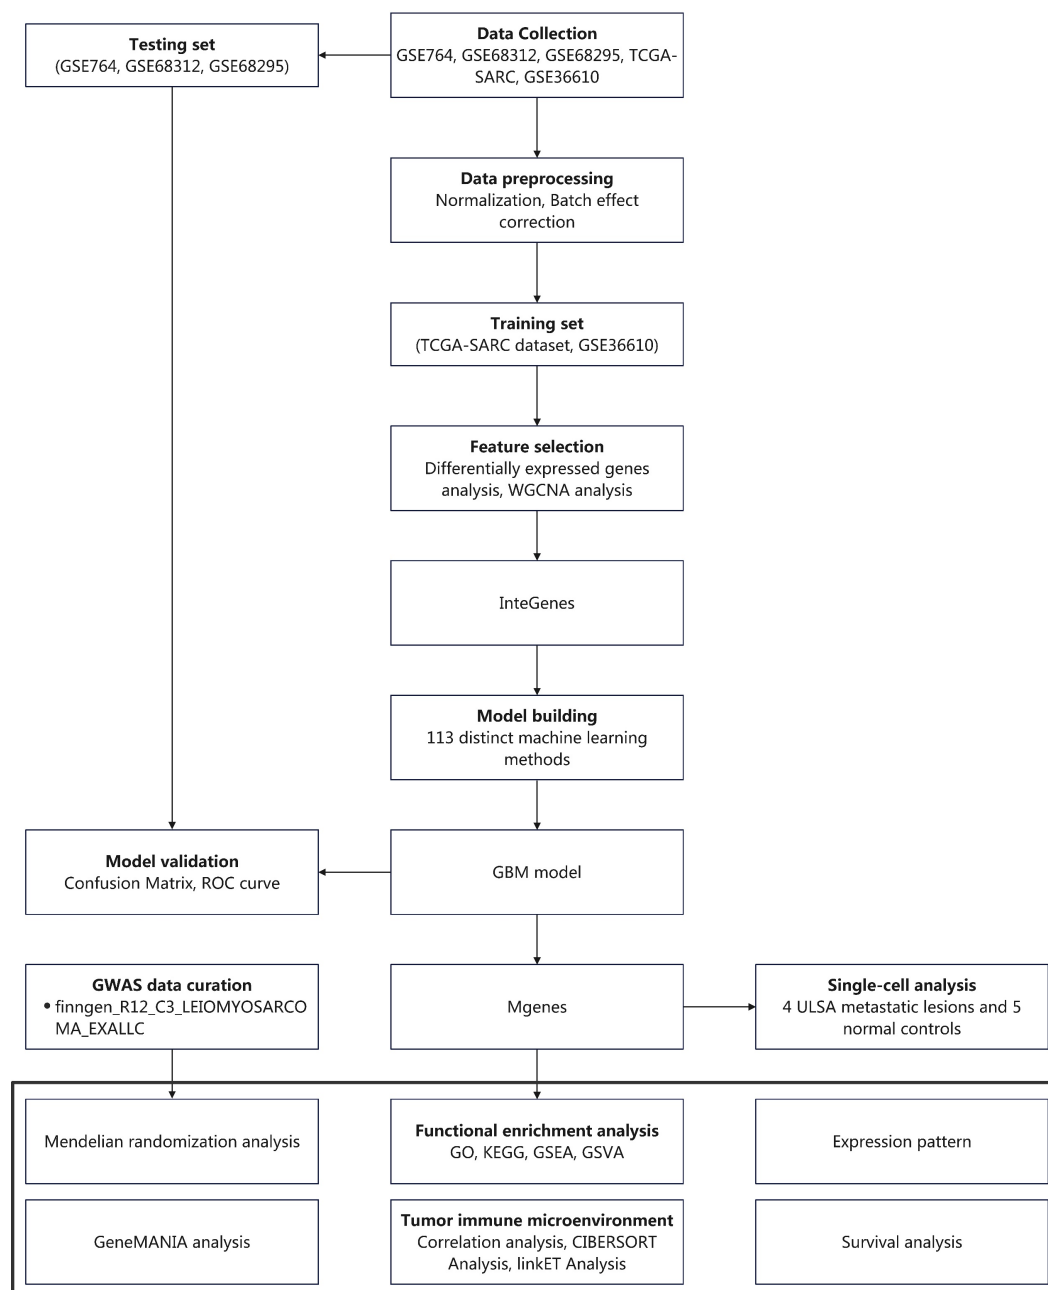 Testing set
(GSE764, GSE68312, GSE68295)
Data Collection
GSE764, GSE68312, GSE68295, TCGA-
SARC, GSE36610
Data preprocessing
Normalization, Batch effect
correction
Training set
(TCGA-SARC dataset, GSE36610)
Feature selection
Differentially expressed genes
analysis, WGCNA analysis
InteGenes
Model building
113 distinct machine learning
methods
Model validation
Confusion Matrix, ROC curve
GBM model
GWAS data curation
• finngen_R12_C3_LEIOMYOSARCO
MA_EXALLC
Mgenes
Single-cell analysis
4 ULSA metastatic lesions and 5
normal controls
Mendelian randomization analysis
Functional enrichment analysis
GO, KEGG, GSEA, GSVA
Expression pattern
GeneMANIA analysis
Tumor immune microenvironment
Correlation analysis, CIBERSORT
Analysis, linkET Analysis
Survival analysis